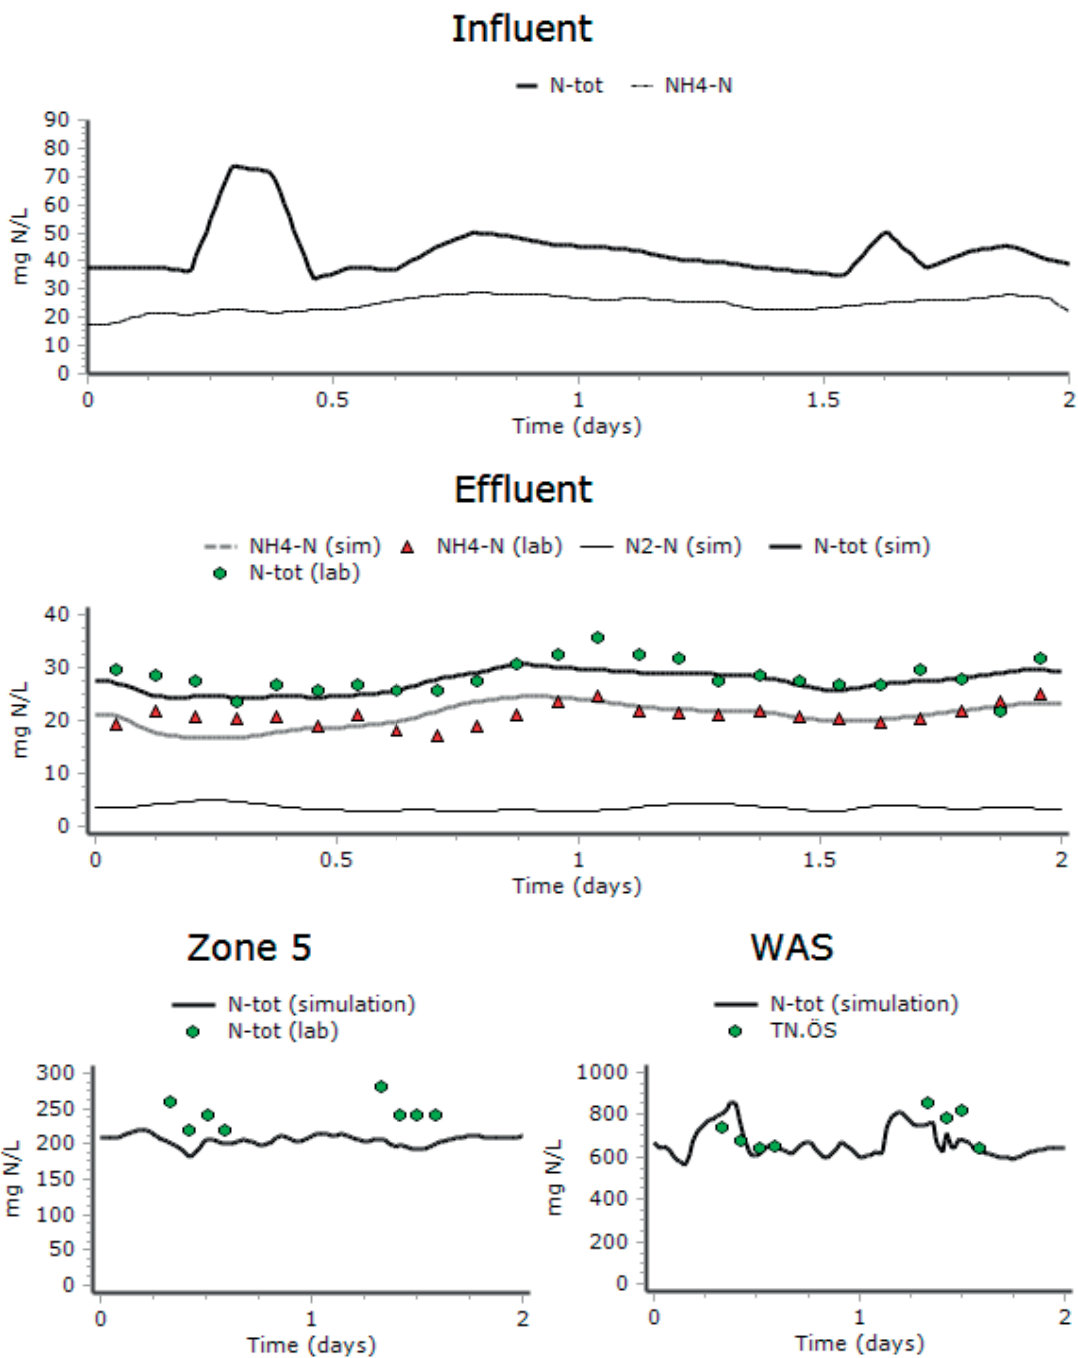 Influent
N-tot NH4-N
90
80
70
60
50
40
30
20
10
0
mg N/L
0 0.5 1 1.5 2
Time (days)
Effluent
NH4-N (sim) NH4-N (lab) N2-N (sim) N-tot (sim)
N-tot (lab)
40
30
20
10
0
mg N/L
0 0.5 1 1.5 2
Time (days)
Zone 5
N-tot (simulation)
N-tot (lab)
300
250
200
150
100
50
0
mg N/L
0 1 2
Time (days)
WAS
N-tot (simulation)
TN.ÖS
1000
800
600
400
200
0
mg N/L
0 1 2
Time (days)